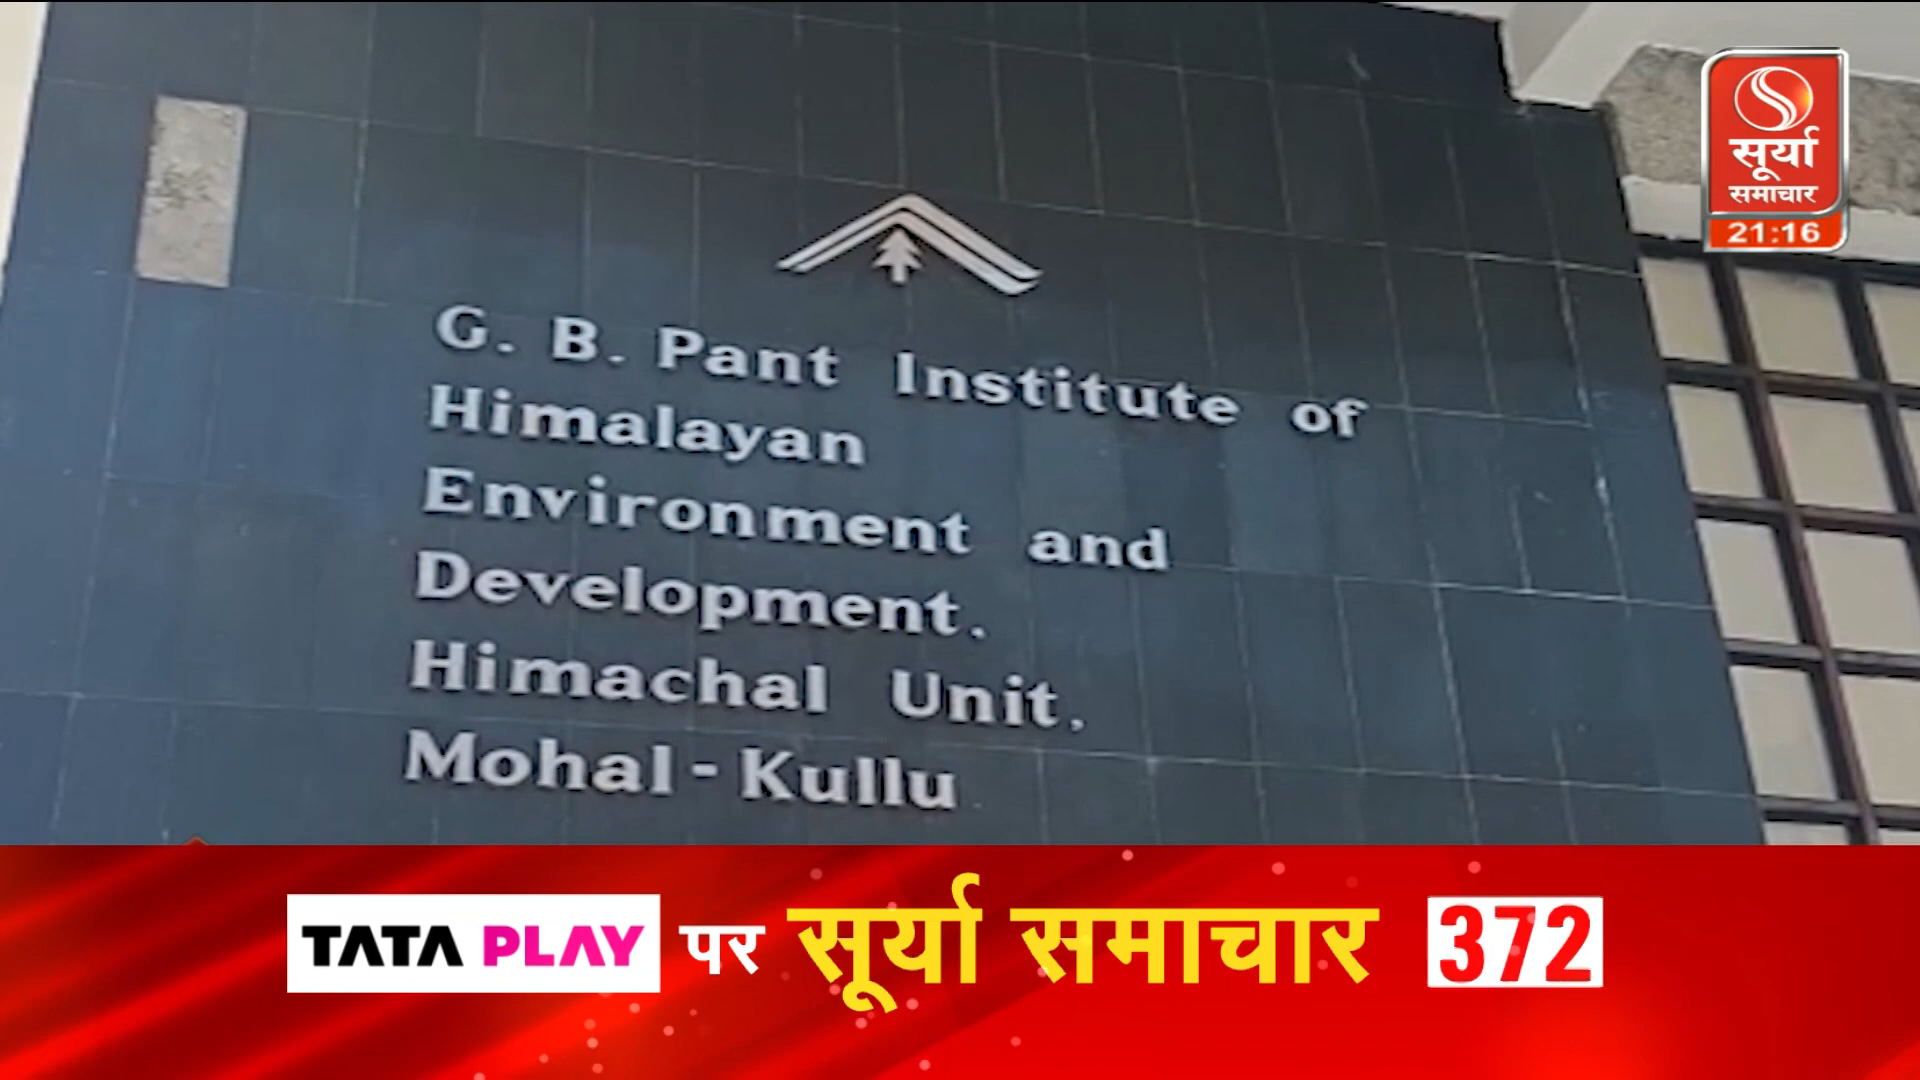 सूर्या
समाचार
21:16
G. B. Pant Institute of
Himalayan
Environment and
Development.
Himachal Unit.
Mohal-Kullu
TATA PLAY पर सूर्या समाचार 372